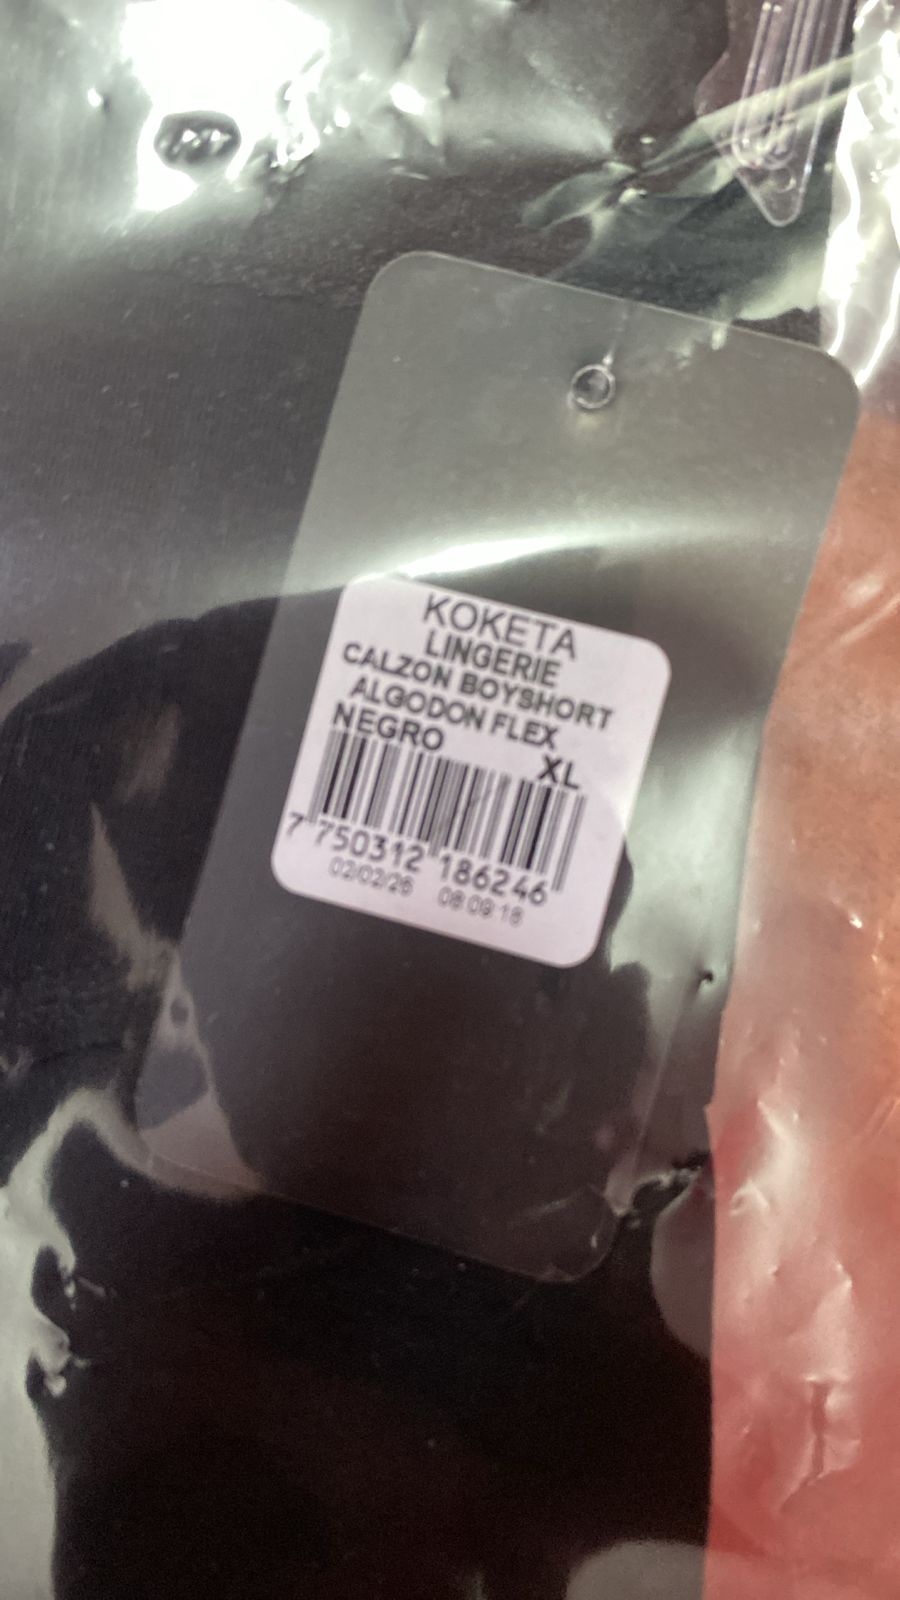 KOKETA
LINGERIE
CALZON BOYSHORT
ALGODON FLEX
NEGRO
XL
7 750312 186246
02/02/26 08:09:18